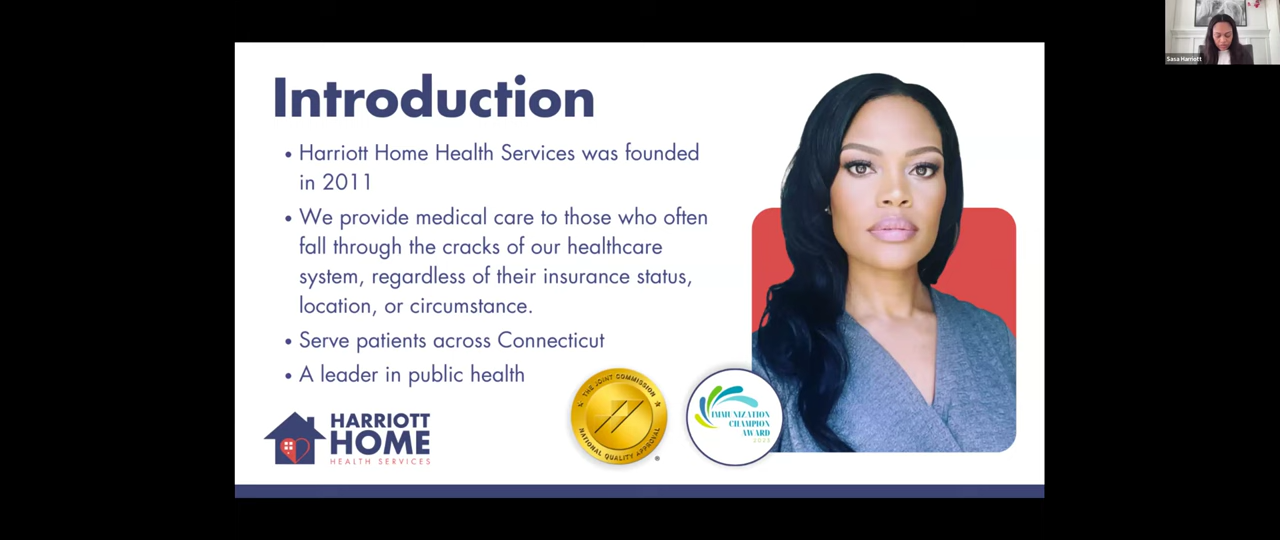 Sasa Harriott
Introduction
• Harriott Home Health Services was founded
in 2011
• We provide medical care to those who often
fall through the cracks of our healthcare
system, regardless of their insurance status,
location, or circumstance.
• Serve patients across Connecticut
• A leader in public health
HARRIOTT
HOME
HEALTH SERVICES
THE JOINT COMMISSION
NATIONAL QUALITY APPROVAL
®
IMMUNIZATION
CHAMPION
AWARD